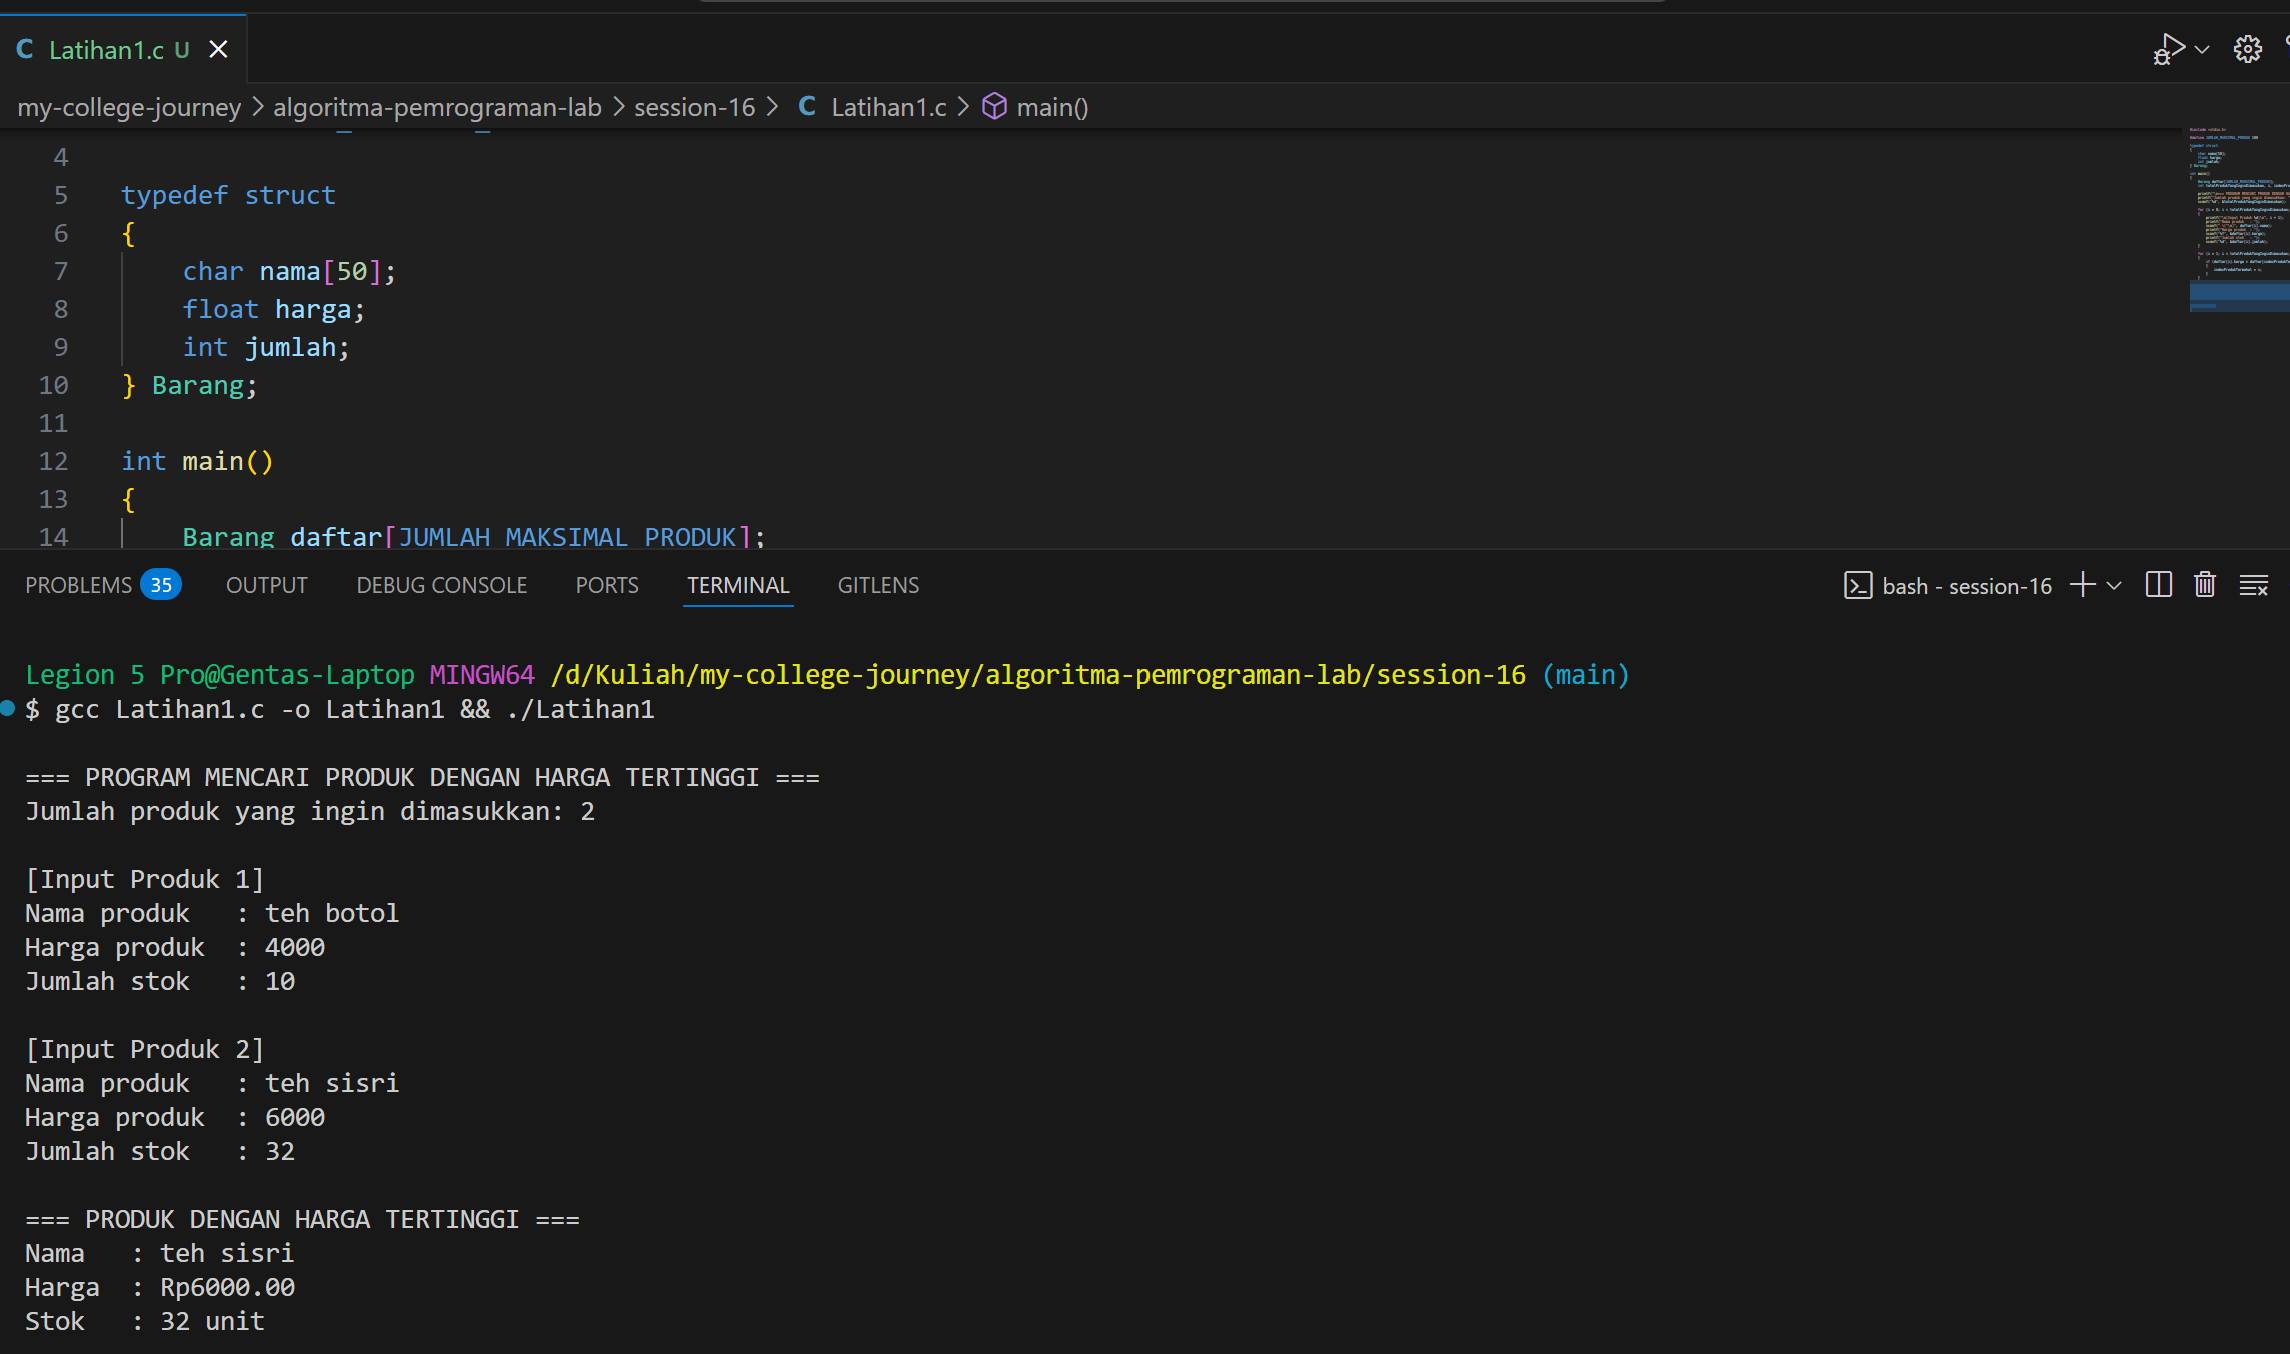 C Latihan1.c U
my-college-journey > algoritma-pemrograman-lab > session-16 > C Latihan1.c > main()
4
5 typedef struct
6 {
7 char nama[50];
8 float harga;
9 int jumlah;
10 } Barang;
11
12 int main()
13 {
14 Barang daftar[JUMLAH_MAKSIMAL_PRODUK];
PROBLEMS 35 OUTPUT DEBUG CONSOLE PORTS TERMINAL GITLENS bash - session-16
Legion 5 Pro@Gentas-Laptop MINGW64 /d/Kuliah/my-college-journey/algoritma-pemrograman-lab/session-16 (main)
$ gcc Latihan1.c -o Latihan1 && ./Latihan1
=== PROGRAM MENCARI PRODUK DENGAN HARGA TERTINGGI ===
Jumlah produk yang ingin dimasukkan: 2
[Input Produk 1]
Nama produk : teh botol
Harga produk : 4000
Jumlah stok : 10
[Input Produk 2]
Nama produk : teh sisri
Harga produk : 6000
Jumlah stok : 32
=== PRODUK DENGAN HARGA TERTINGGI ===
Nama : teh sisri
Harga : Rp6000.00
Stok : 32 unit